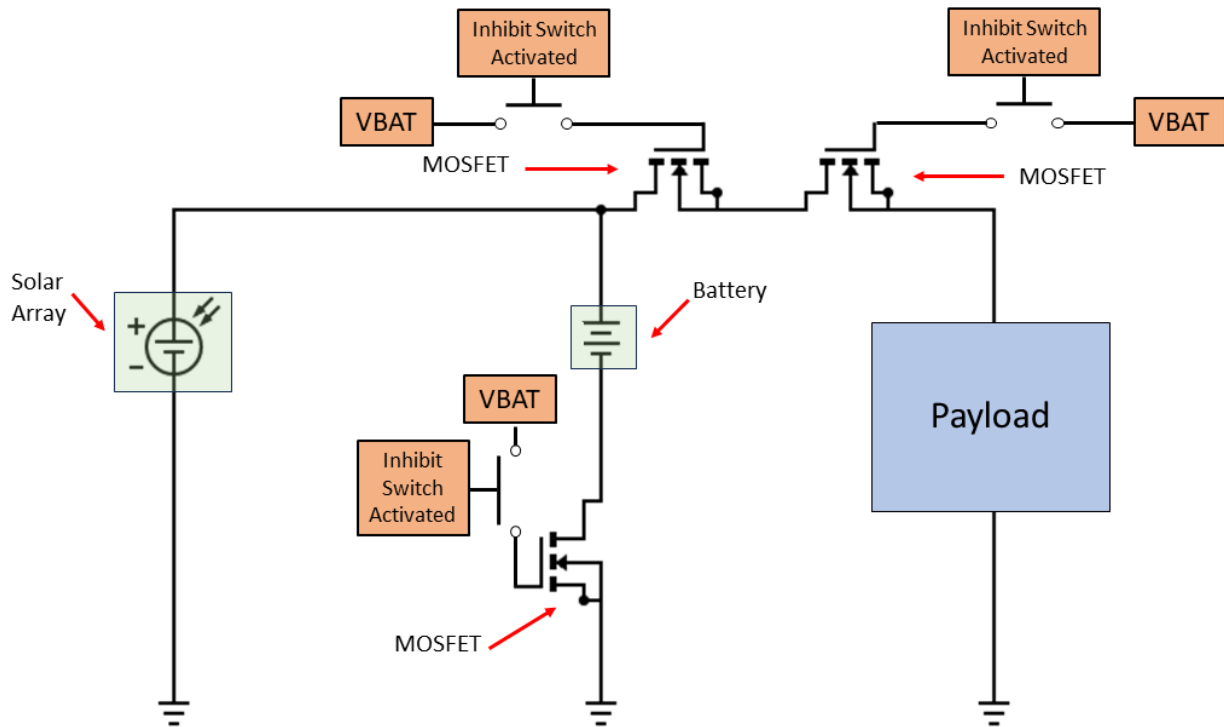 Inhibit Switch
Activated
Inhibit Switch
Activated
VBAT
VBAT
MOSFET
MOSFET
Solar
Array
+
−
Battery
VBAT
Inhibit
Switch
Activated
Payload
MOSFET